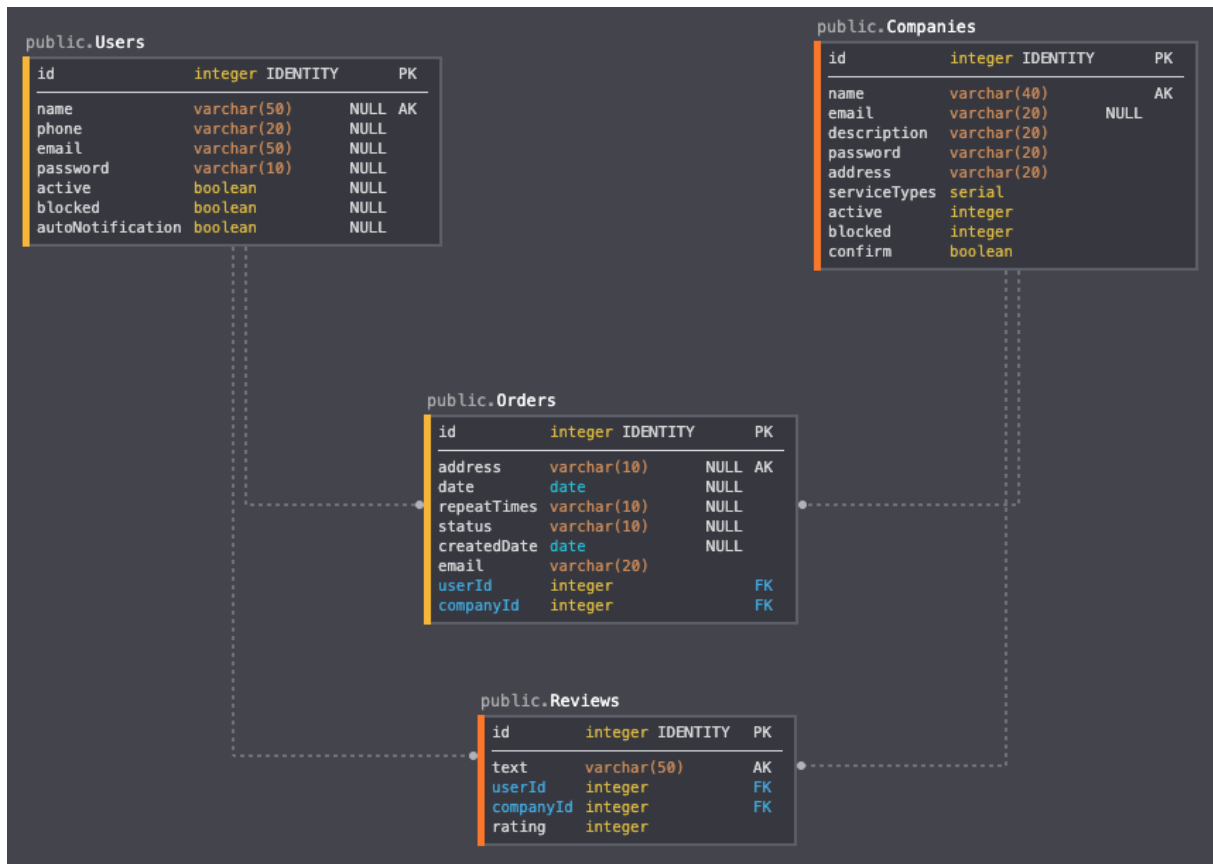 public.Users
id integer IDENTITY PK
name varchar(50) NULL AK
phone varchar(20) NULL
email varchar(50) NULL
password varchar(10) NULL
active boolean NULL
blocked boolean NULL
autoNotification boolean NULL
public.Companies
id integer IDENTITY PK
name varchar(40) AK
email varchar(20) NULL
description varchar(20)
password varchar(20)
address varchar(20)
serviceTypes serial
active integer
blocked integer
confirm boolean
public.Orders
id integer IDENTITY PK
address varchar(10) NULL AK
date date NULL
repeatTimes varchar(10) NULL
status varchar(10) NULL
createdDate date NULL
email varchar(20)
userId integer FK
companyId integer FK
public.Reviews
id integer IDENTITY PK
text varchar(50) AK
userId integer FK
companyId integer FK
rating integer